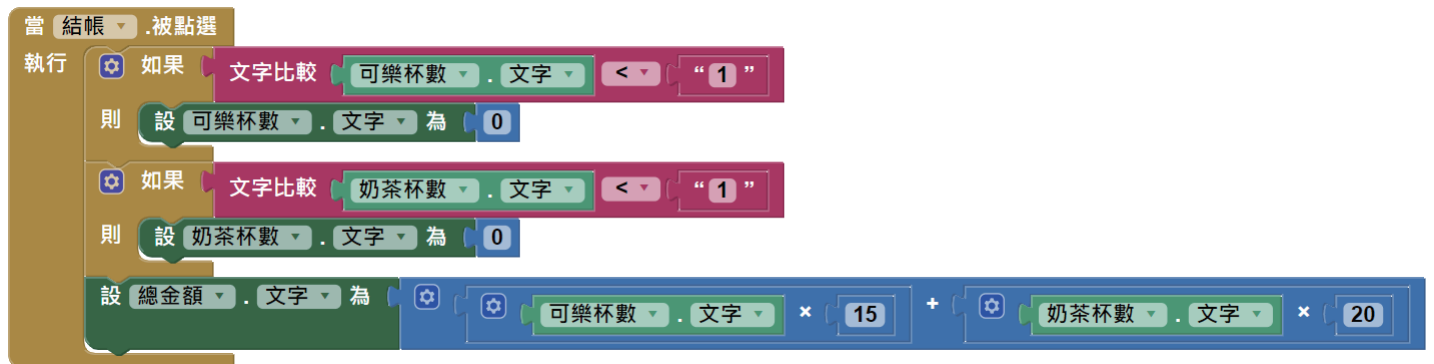 當 結帳 .被點選
執行 如果 文字比較 可樂杯數 . 文字 < “ 1 ”
則 設 可樂杯數 . 文字 為 0
如果 文字比較 奶茶杯數 . 文字 < “ 1 ”
則 設 奶茶杯數 . 文字 為 0
設 總金額 . 文字 為 可樂杯數 . 文字 × 15 + 奶茶杯數 . 文字 × 20